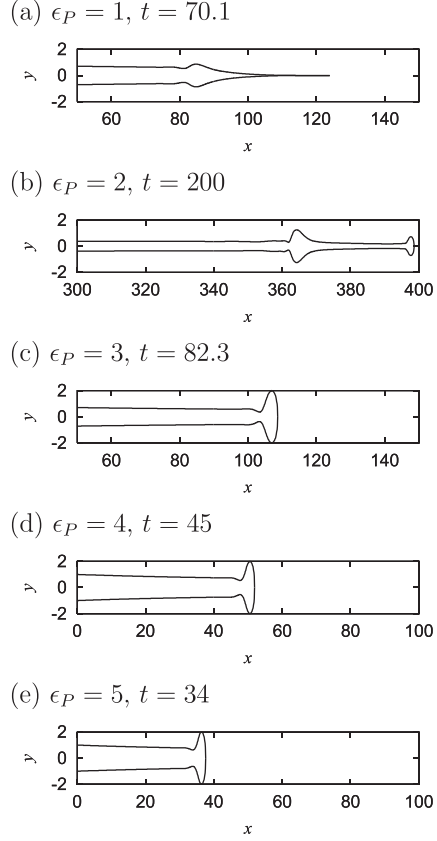 (a) ϵP = 1, t = 70.1
2
0
-2
y
60 80 100 120 140
x
(b) ϵP = 2, t = 200
2
0
-2
y
300 320 340 360 380 400
x
(c) ϵP = 3, t = 82.3
2
0
-2
y
60 80 100 120 140
x
(d) ϵP = 4, t = 45
2
0
-2
y
0 20 40 60 80 100
x
(e) ϵP = 5, t = 34
2
0
-2
y
0 20 40 60 80 100
x